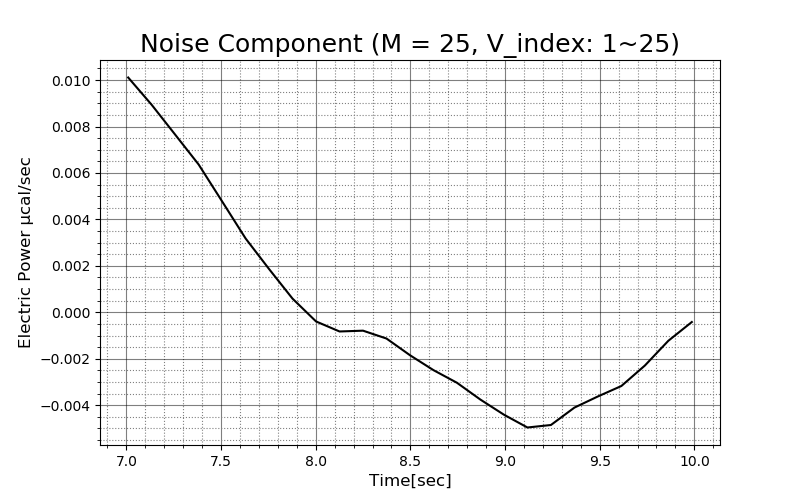 Noise Component (M = 25, V_index: 1~25)
Electric Power μcal/sec
0.010
0.008
0.006
0.004
0.002
0.000
−0.002
−0.004
7.0 7.5 8.0 8.5 9.0 9.5 10.0
Time[sec]